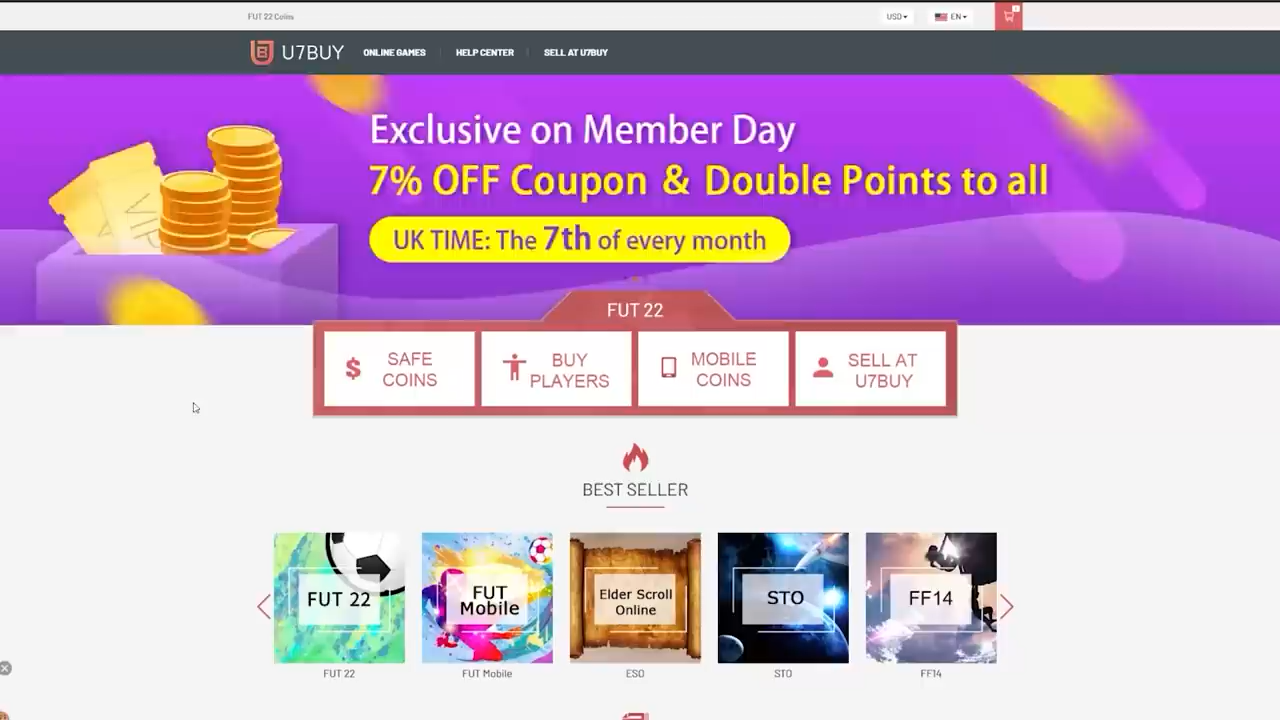 FUT 22 Coins
USD
EN
1
U7BUY
ONLINE GAMES
HELP CENTER
SELL AT U7BUY
Exclusive on Member Day
7% OFF Coupon & Double Points to all
UK TIME: The 7th of every month
VIP
FUT 22
SAFE
COINS
BUY
PLAYERS
MOBILE
COINS
SELL AT
U7BUY
BEST SELLER
FUT 22
FUT
Mobile
Elder Scroll
Online
STO
FF14
FUT 22
FUT Mobile
ESO
STO
FF14